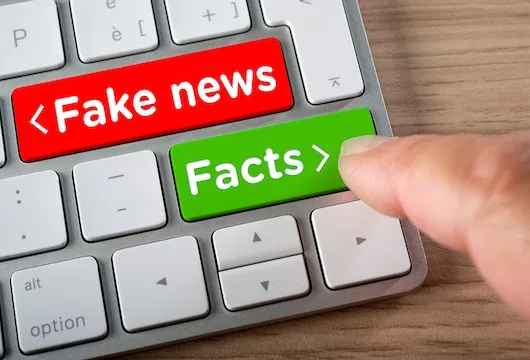 P
é
è [
+
]
< Fake news
Facts >
:
.
_
-
alt
option